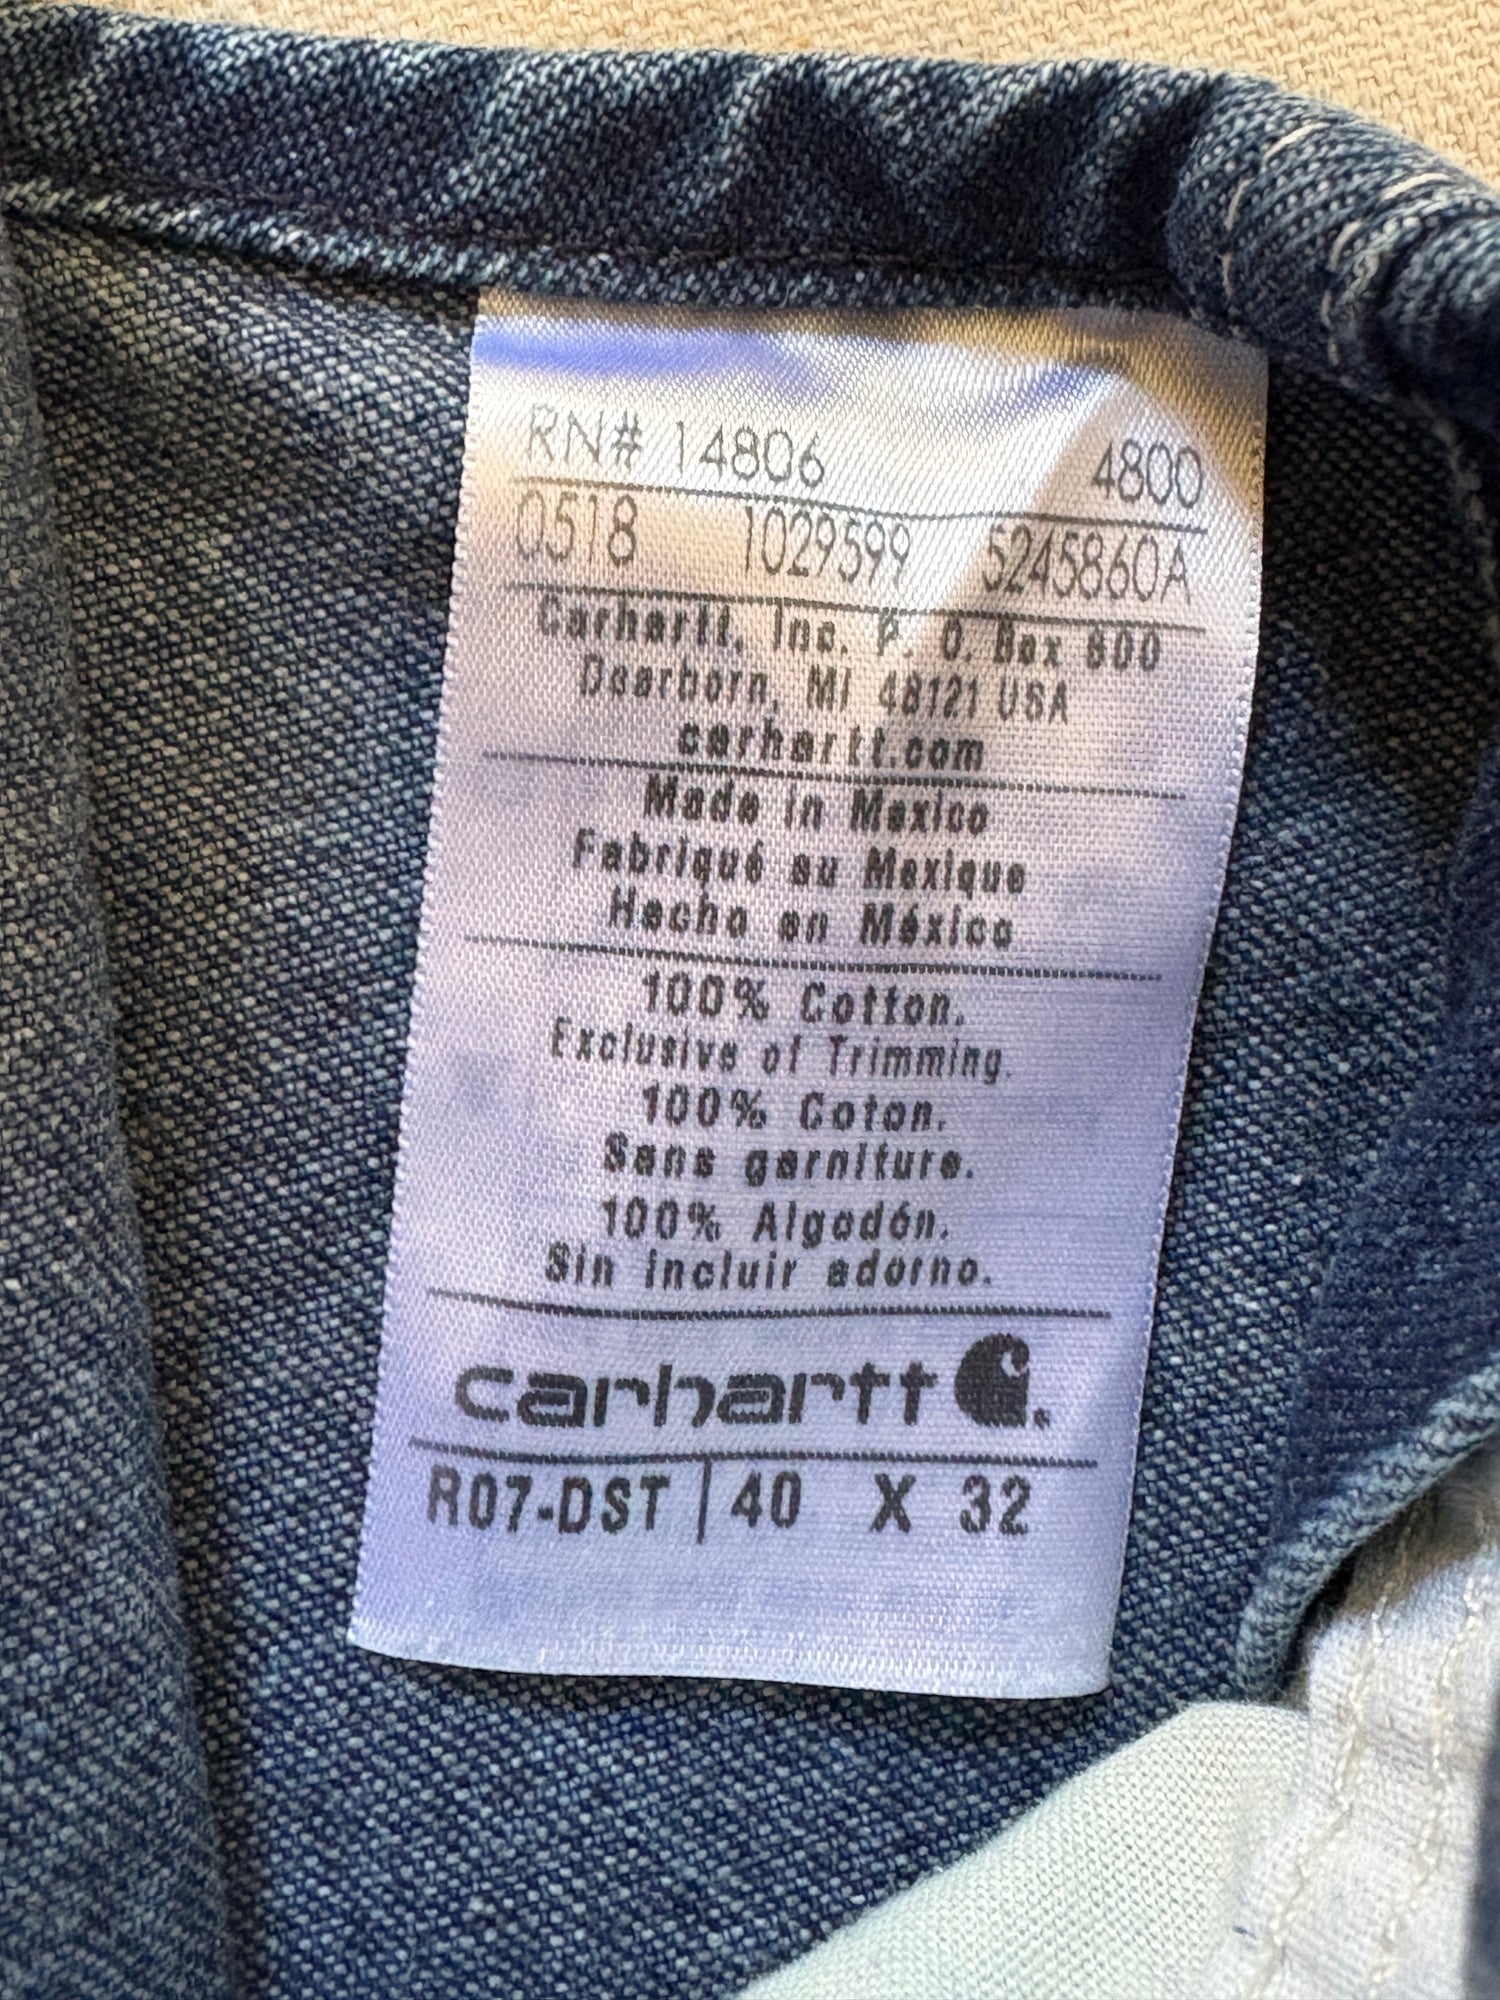 RN# 14806 4800
0518 1029599 5245860A
Carhartt, Inc. P. O. Box 600
Dearborn, MI 48121 USA
carhartt.com
Made in Mexico
Fabriqué au Mexique
Hecho en México
100% Cotton.
Exclusive of Trimming.
100% Coton.
Sans garniture.
100% Algodón.
Sin incluir adorno.
carhartt
R07-DST | 40 X 32